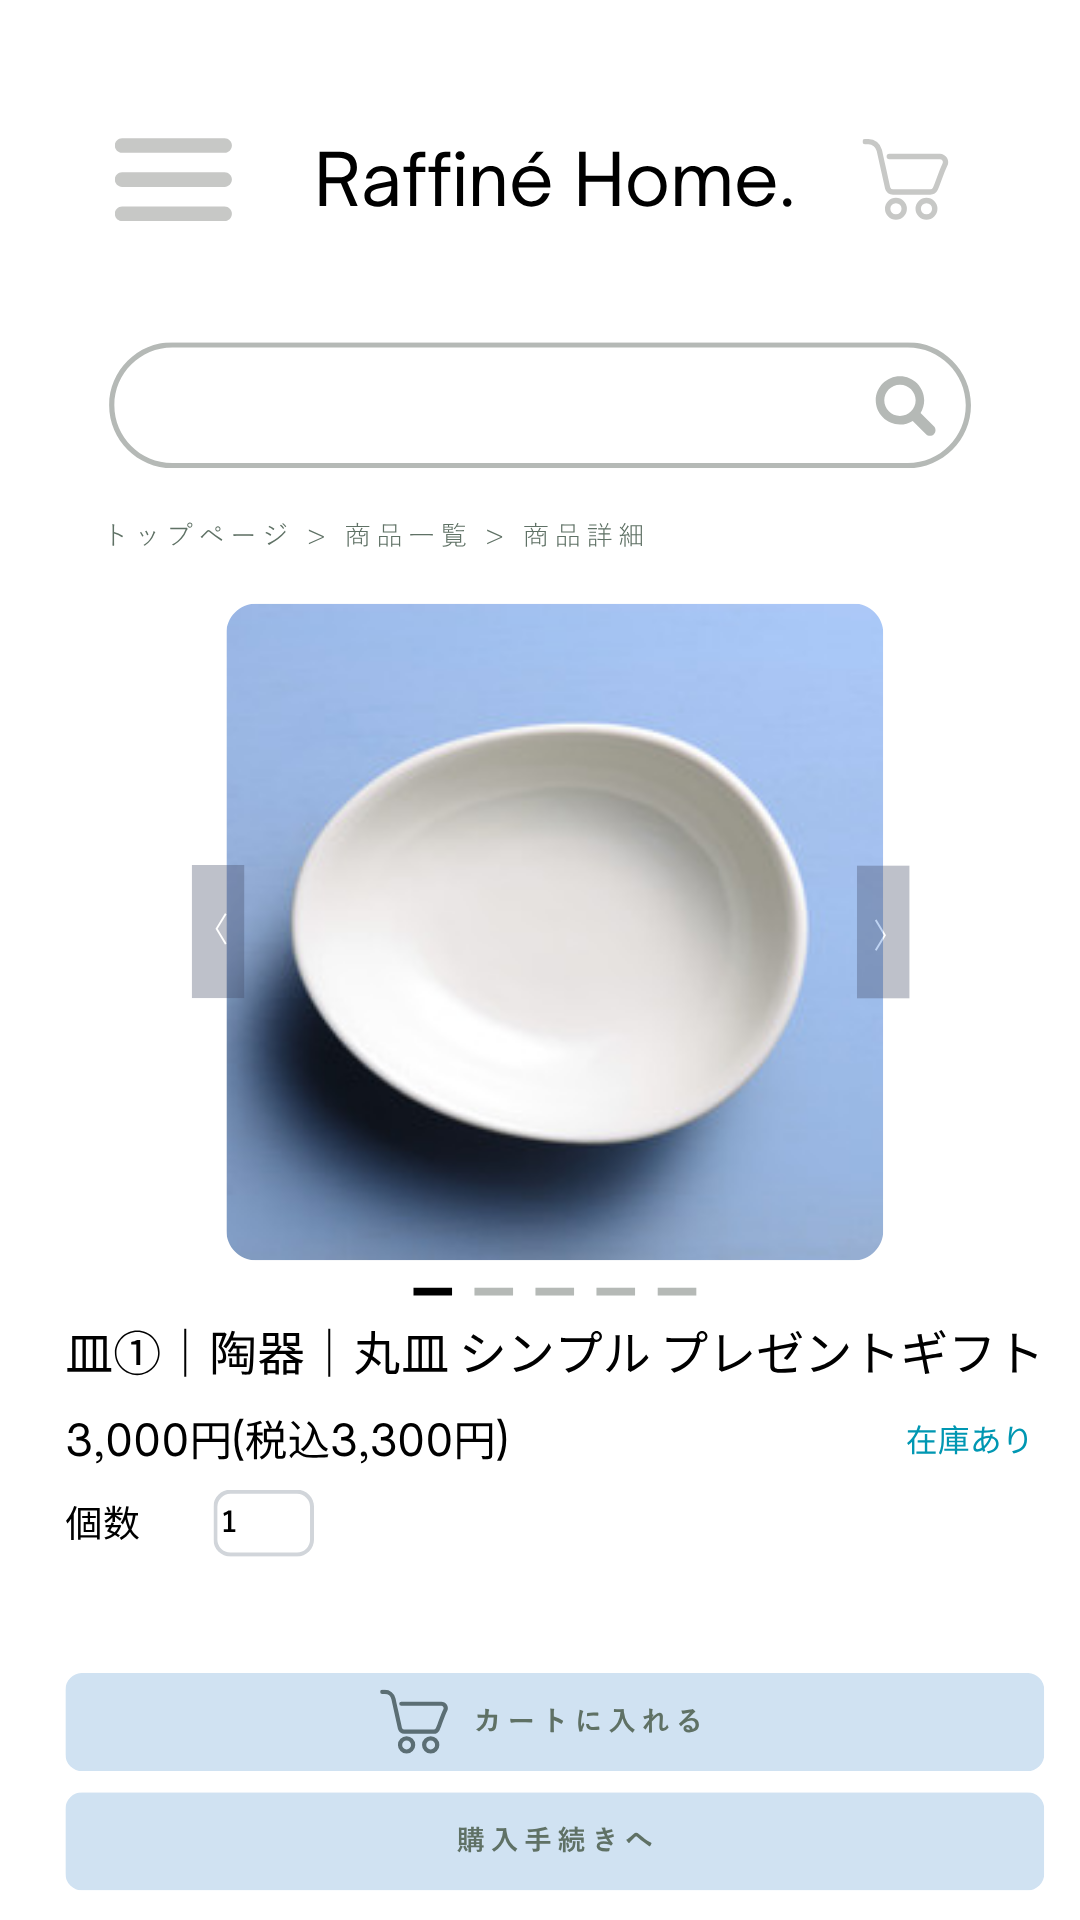 Raffiné Home.
トップページ > 商品一覧 > 商品詳細
皿①｜陶器｜丸皿 シンプル プレゼントギフト
3,000円(税込3,300円)
在庫あり
個数 1
カートに入れる
購入手続きへ